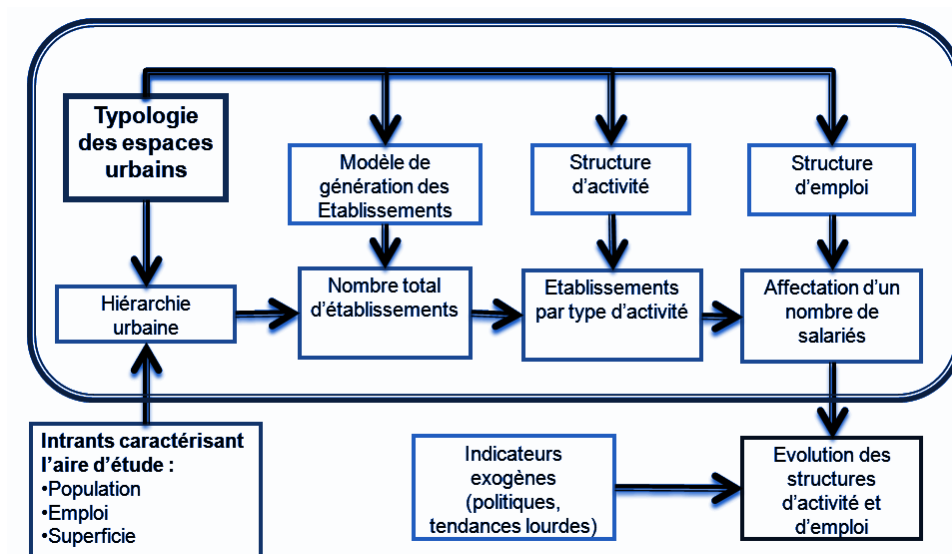 Typologie
des espaces
urbains
Modèle de
génération des
Etablissements
Structure
d'activité
Structure
d'emploi
Hiérarchie
urbaine
Nombre total
d'établissements
Etablissements
par type d'activité
Affectation d'un
nombre de
salariés
Intrants caractérisant
l'aire d'étude :
•Population
•Emploi
•Superficie
Indicateurs
exogènes
(politiques,
tendances lourdes)
Evolution des
structures
d'activité et
d'emploi